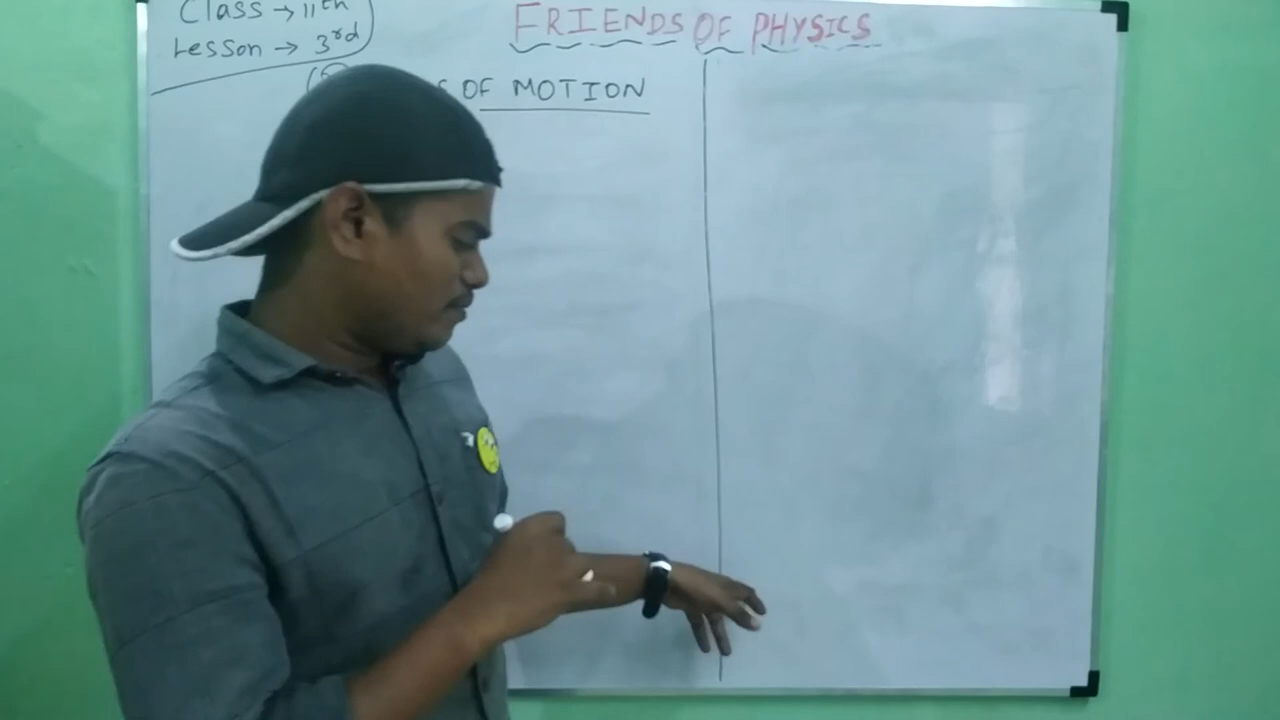 Class → 11th
Lesson → 3rd
FRIENDS OF PHYSICS
OF MOTION